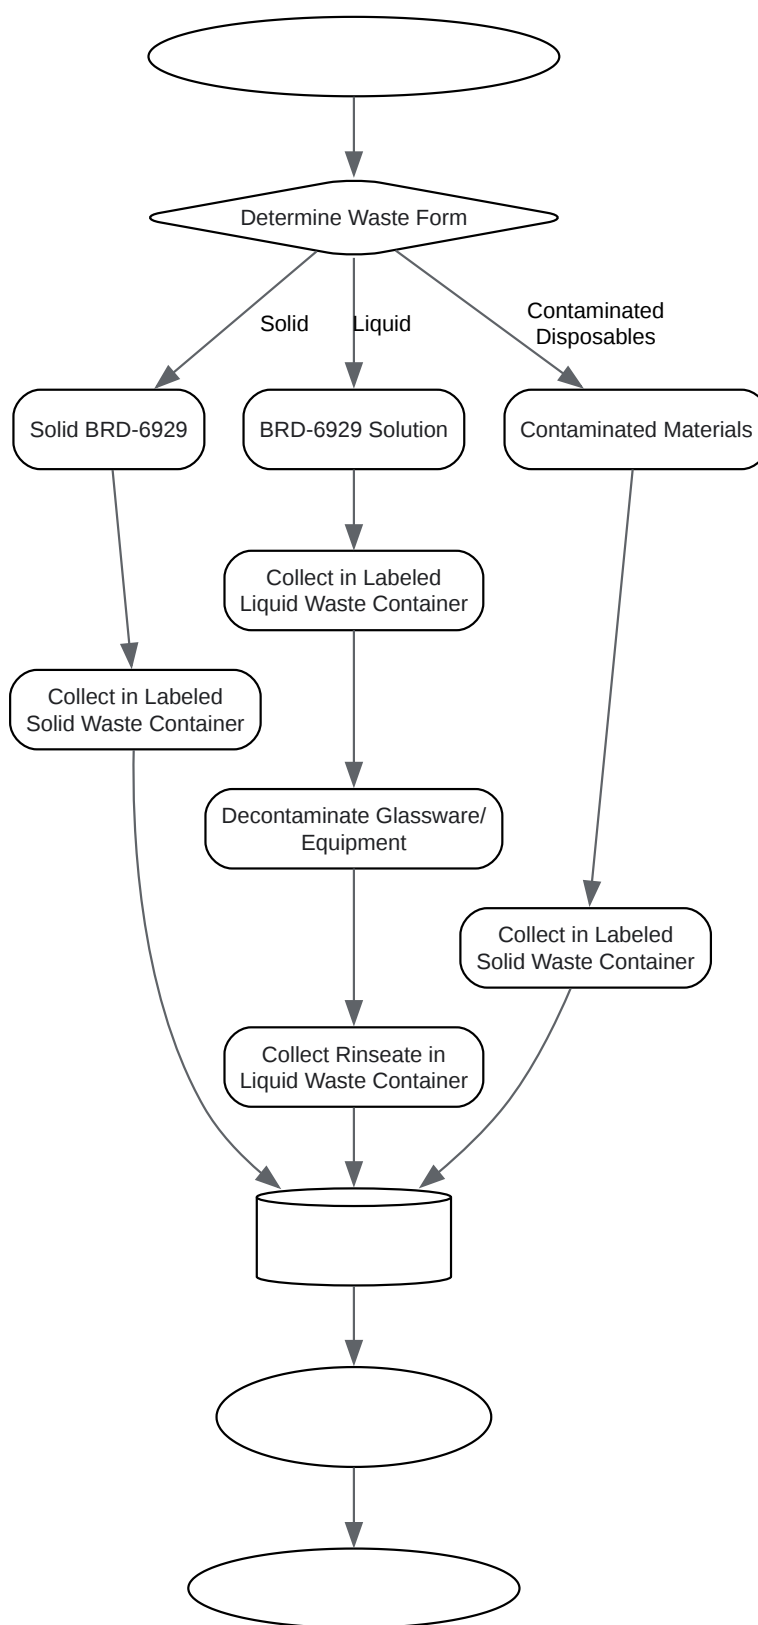 Determine Waste Form
Solid
Liquid
Contaminated
Disposables
Solid BRD-6929
BRD-6929 Solution
Contaminated Materials
Collect in Labeled
Liquid Waste Container
Collect in Labeled
Solid Waste Container
Decontaminate Glassware/
Equipment
Collect in Labeled
Solid Waste Container
Collect Rinseate in
Liquid Waste Container